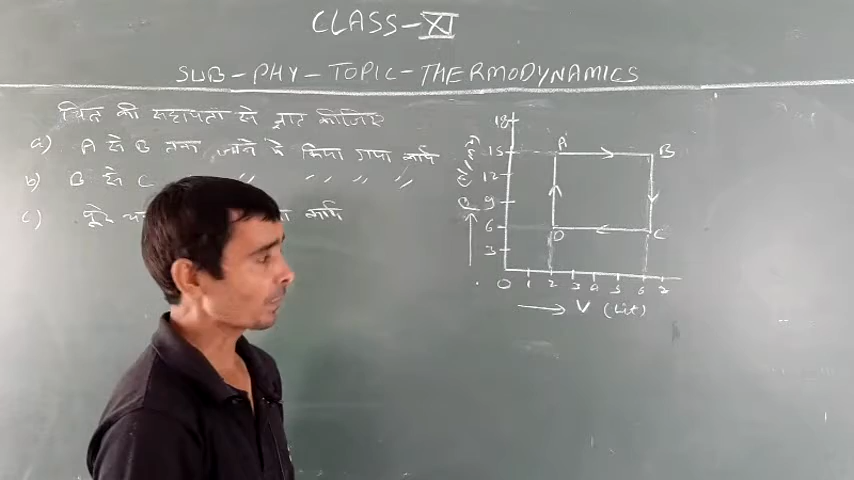 CLASS-XI
SUB-PHY-TOPIC-THERMODYNAMICS
चित्र की सहायता से ज्ञात कीजिए
a) A से B तक जाने में किया गया कार्य
b) B से C " " " " "
c) पूरे कार्य
18
15
12
9
6
3
A B
D C
0 1 2 3 4 5 6 7
V (Lit)